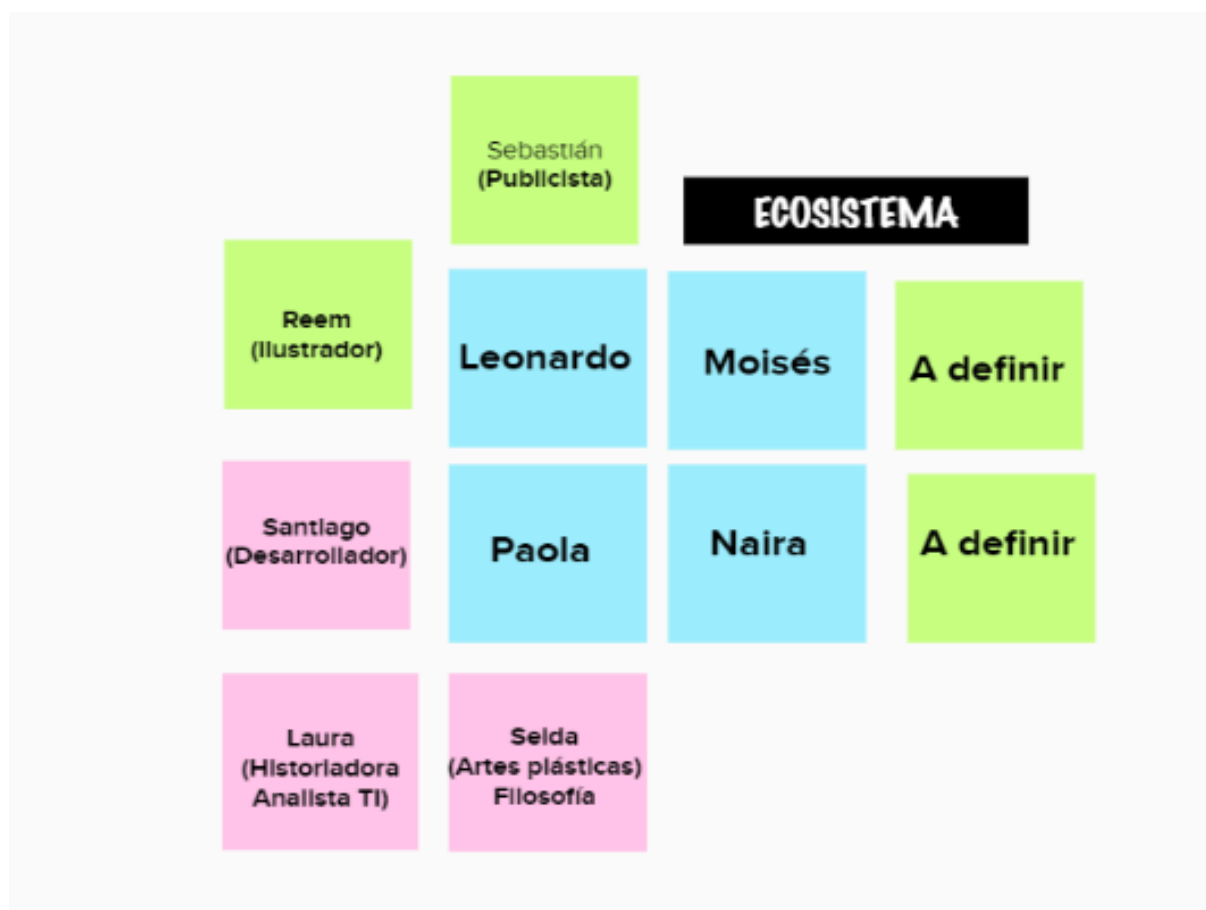 Sebastián
(Publicista)
ECOSISTEMA
Reem
(Ilustrador)
Leonardo
Moisés
A definir
Santiago
(Desarrollador)
Paola
Naira
A definir
Laura
(Historiadora
Analista TI)
Selda
(Artes plásticas)
Filosofía